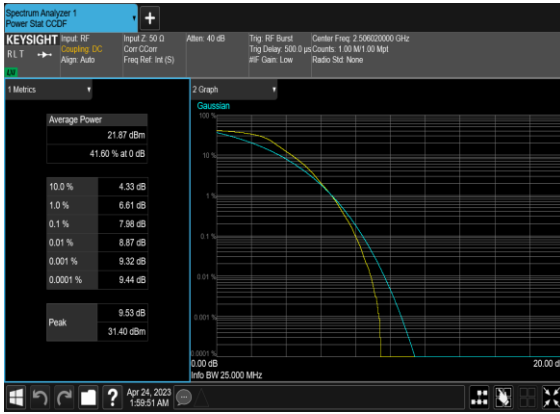 Spectrum Analyzer 1
Power Stat CCDF
+
KEYSIGHT
RLT
LXI
Input: RF
Coupling: DC
Align: Auto
Input Z: 50 Ω
Corr CCorr
Freq Ref: Int (S)
Atten: 40 dB
Trig: RF Burst
Trig Delay: 500.0 µs
#IF Gain: Low
Center Freq: 2.506020000 GHz
Counts: 1.00 M/1.00 Mpt
Radio Std: None
1 Metrics
Average Power
21.87 dBm
41.60 % at 0 dB
10.0 % 4.33 dB
1.0 % 6.61 dB
0.1 % 7.98 dB
0.01 % 8.87 dB
0.001 % 9.32 dB
0.0001 % 9.44 dB
Peak
9.53 dB
31.40 dBm
2 Graph
Gaussian
100 %
10 %
1 %
0.1 %
0.01 %
0.001 %
0.0001 %
0.00 dB
20.00 d
Info BW 25.000 MHz
?
Apr 24, 2023
1:59:51 AM